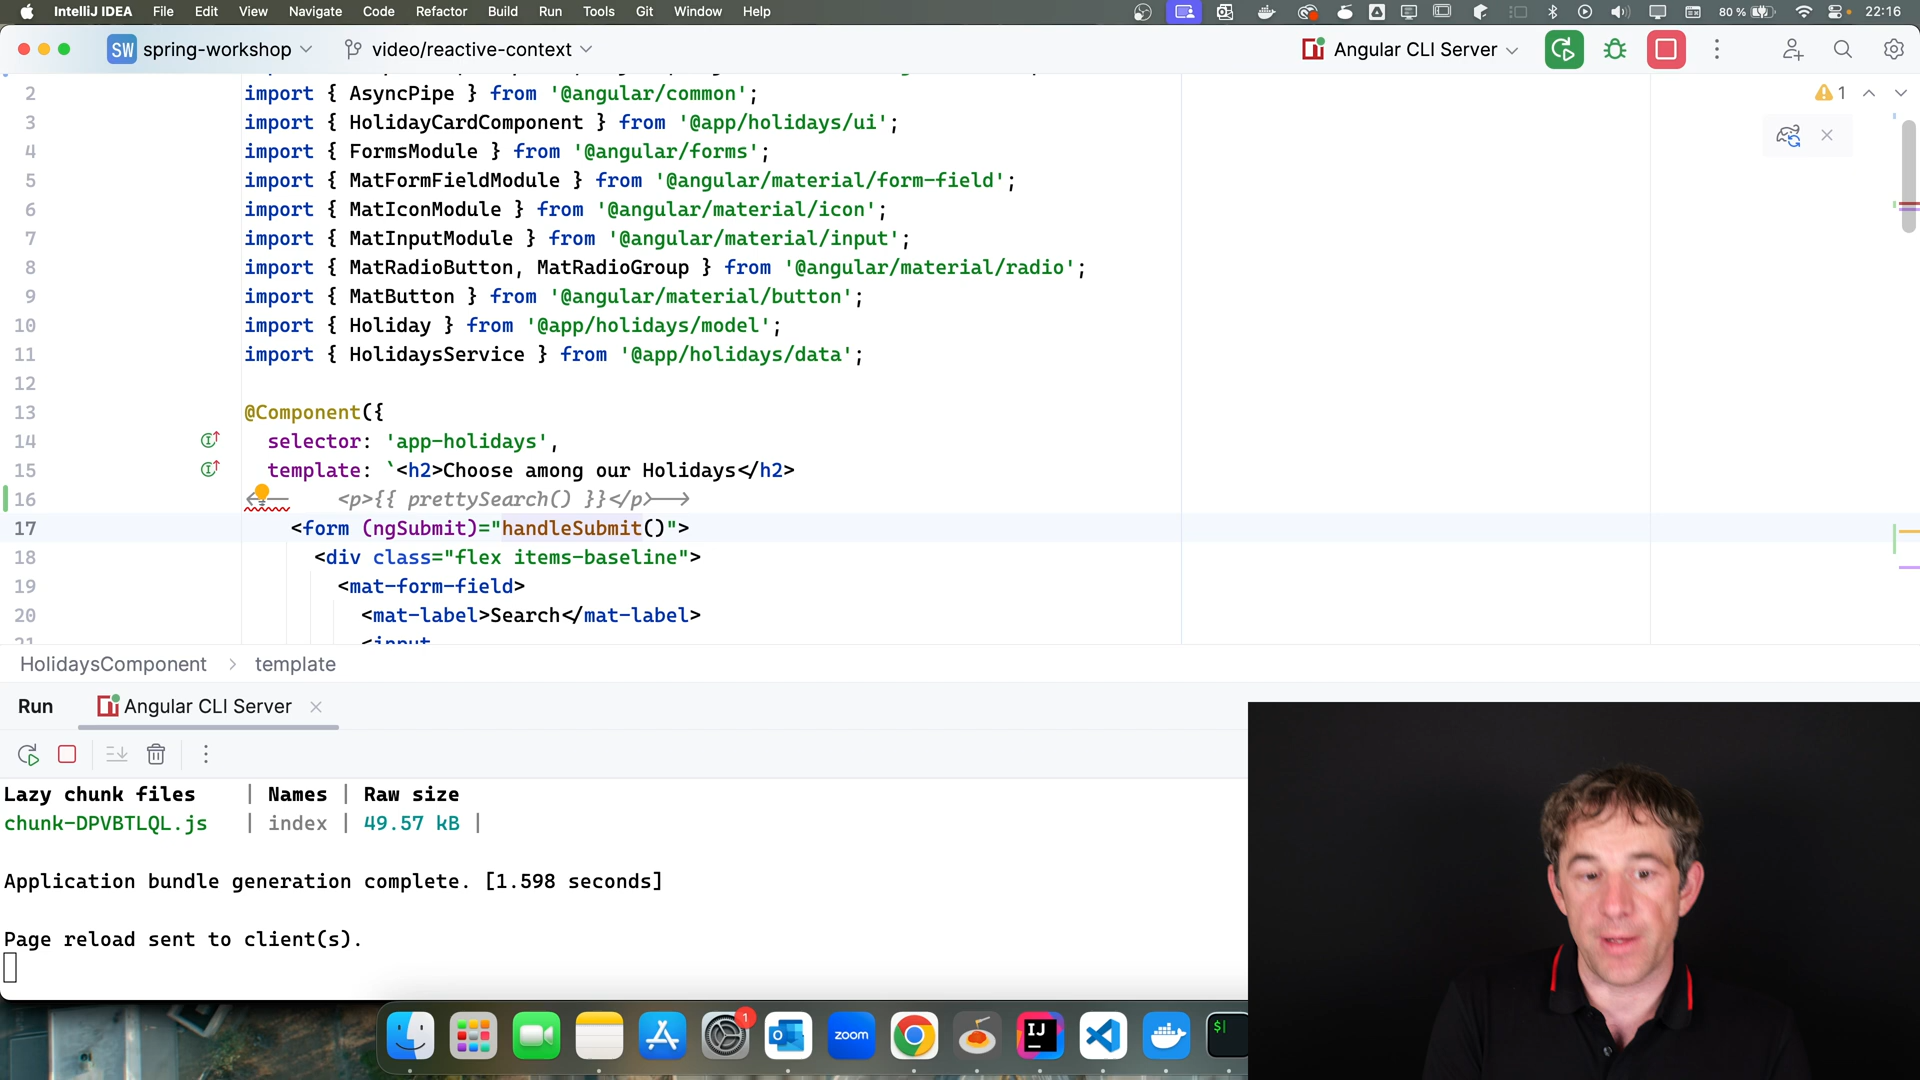 IntelliJ IDEA File Edit View Navigate Code Refactor Build Run Tools Git Window Help 80 % 22:16
SW spring-workshop video/reactive-context Angular CLI Server
2 import { AsyncPipe } from '@angular/common'; 1
3 import { HolidayCardComponent } from '@app/holidays/ui';
4 import { FormsModule } from '@angular/forms';
5 import { MatFormFieldModule } from '@angular/material/form-field';
6 import { MatIconModule } from '@angular/material/icon';
7 import { MatInputModule } from '@angular/material/input';
8 import { MatRadioButton, MatRadioGroup } from '@angular/material/radio';
9 import { MatButton } from '@angular/material/button';
10 import { Holiday } from '@app/holidays/model';
11 import { HolidaysService } from '@app/holidays/data';
12
13 @Component({
14 selector: 'app-holidays',
15 template: `<h2>Choose among our Holidays</h2>
16 <p>{{ prettySearch() }}</p>-->
17 <form (ngSubmit)="handleSubmit()">
18 <div class="flex items-baseline">
19 <mat-form-field>
20 <mat-label>Search</mat-label>
21 <input
HolidaysComponent > template
Run Angular CLI Server
Lazy chunk files | Names | Raw size
chunk-DPVBTLQL.js | index | 49.57 kB |
Application bundle generation complete. [1.598 seconds]
Page reload sent to client(s).
1
zoom
IJ
$